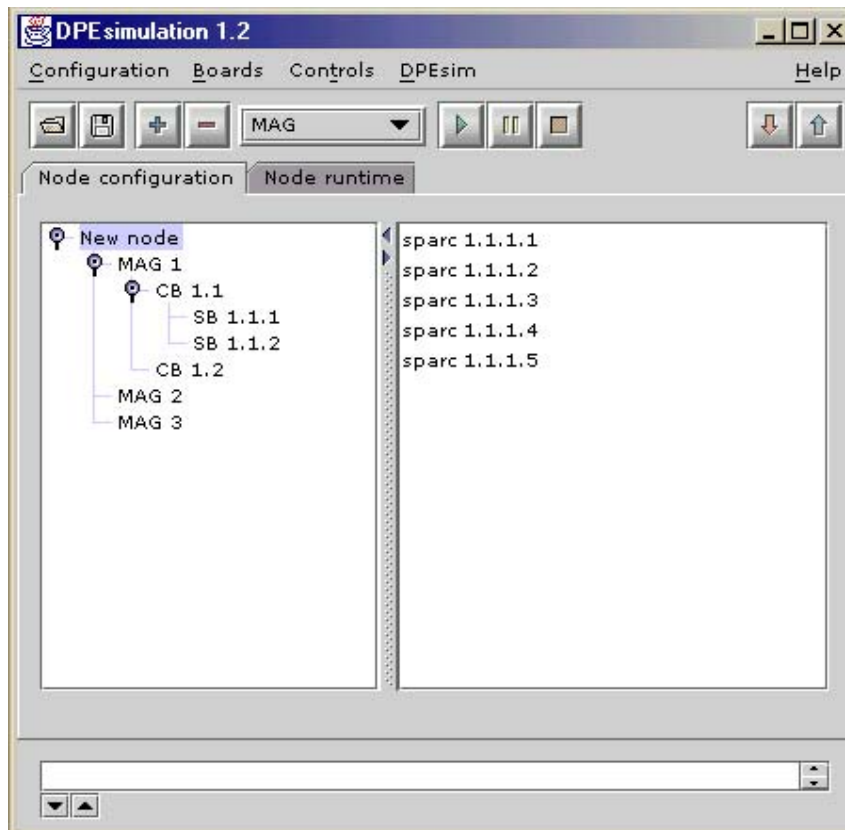 DPEsimulation 1.2
Configuration Boards Controls DPEsim Help
MAG
Node configuration Node runtime
New node
MAG 1
CB 1.1
SB 1.1.1
SB 1.1.2
CB 1.2
MAG 2
MAG 3
sparc 1.1.1.1
sparc 1.1.1.2
sparc 1.1.1.3
sparc 1.1.1.4
sparc 1.1.1.5